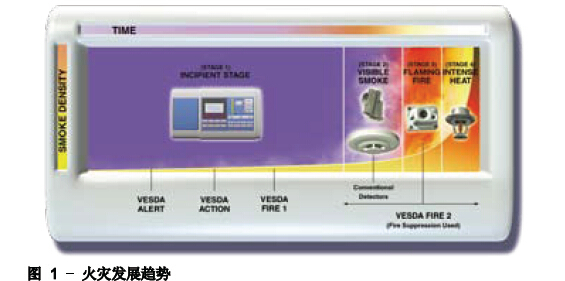 TIME
SMOKE DENSITY
(STAGE 1)
INCIPIENT STAGE
(STAGE 2)
VISIBLE
SMOKE
(STAGE 3)
FLAMING
FIRE
(STAGE 4)
INTENSE
HEAT
VESDA
ALERT
VESDA
ACTION
VESDA
FIRE 1
Conventional
Detectors
VESDA FIRE 2
(Fire Suppression Used)
图 1 – 火灾发展趋势